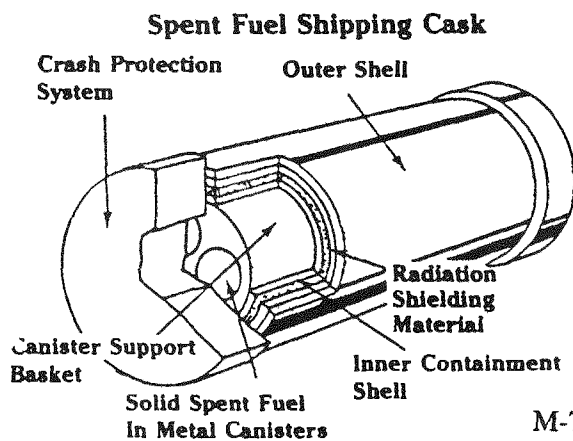 Spent Fuel Shipping Cask
Crash Protection
System
Outer Shell
Radiation
Shielding
Material
Canister Support
Basket
Inner Containment
Shell
Solid Spent Fuel
In Metal Canisters